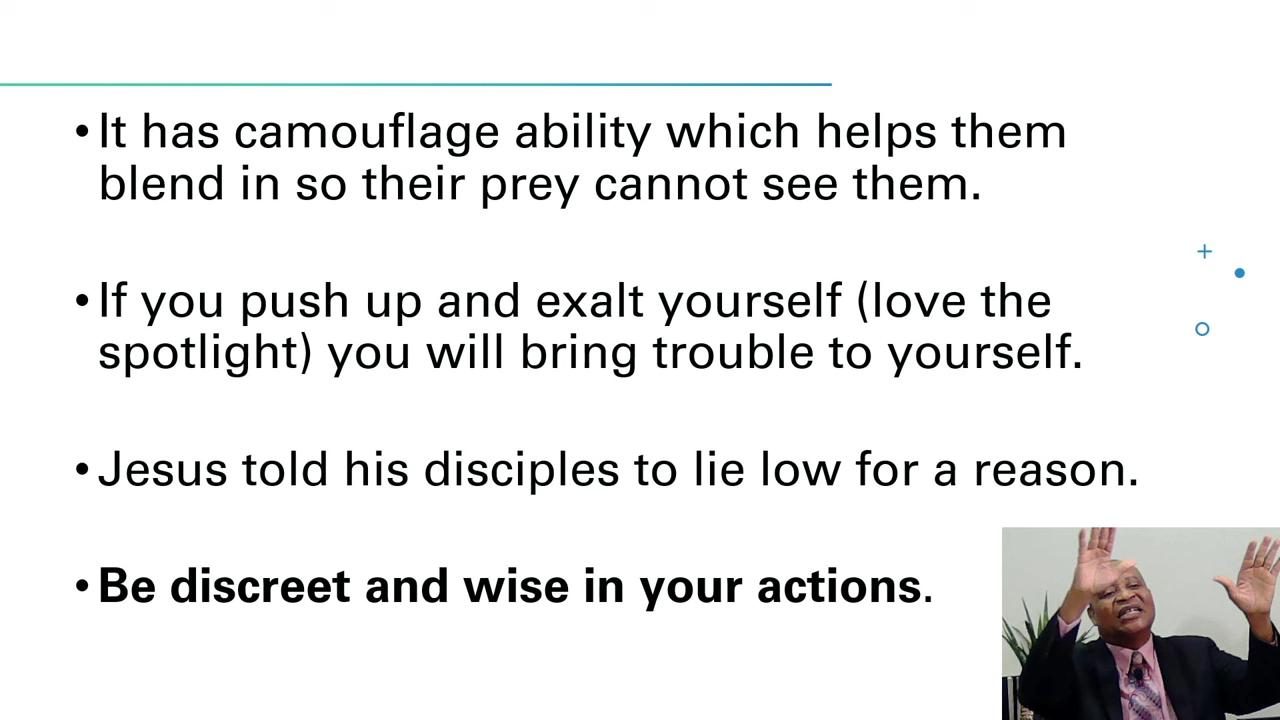 •It has camouflage ability which helps them
blend in so their prey cannot see them.
•If you push up and exalt yourself (love the
spotlight) you will bring trouble to yourself.
•Jesus told his disciples to lie low for a reason.
•Be discreet and wise in your actions.